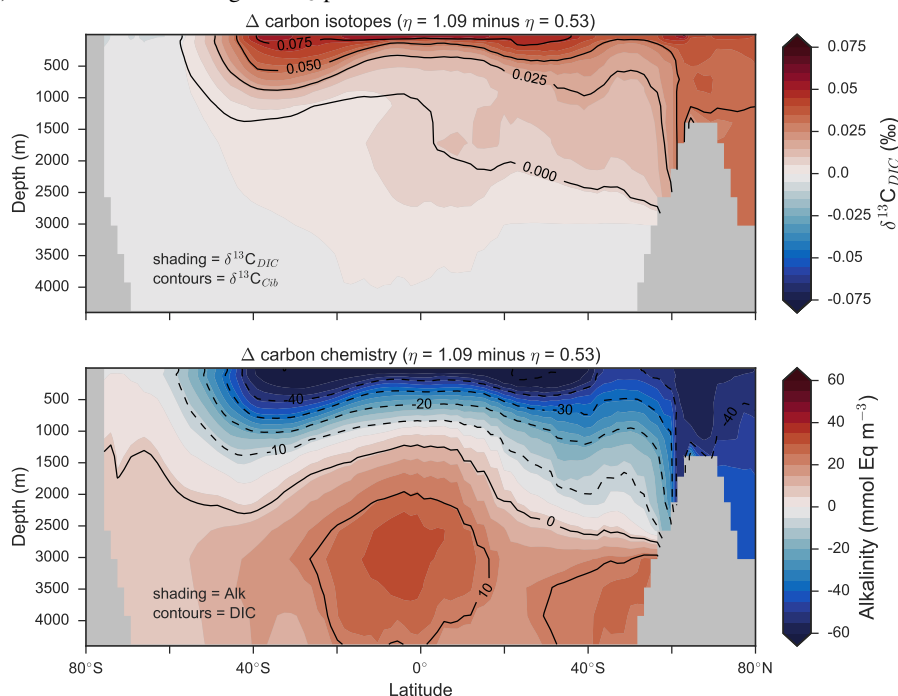 Δ carbon isotopes (η = 1.09 minus η = 0.53)
500
1000
1500
4000
2500
3000
3500
4000
Depth (m)
0.075
0.050
0.025
0.000
shading = δ¹³C_DIC
contours = δ¹³C_Cib
0.075
0.05
0.025
0.0
-0.025
-0.05
-0.075
δ¹³C_DIC (‰)
Δ carbon chemistry (η = 1.09 minus η = 0.53)
500
1000
1500
2000
2500
3000
3500
4000
Depth (m)
-40
-20
-30
-10
-40
0
10
shading = Alk
contours = DIC
60
40
20
0
-20
-40
-60
Alkalinity (mmol Eq m⁻³)
80°S
40°S
0°
40°S
80°N
Latitude